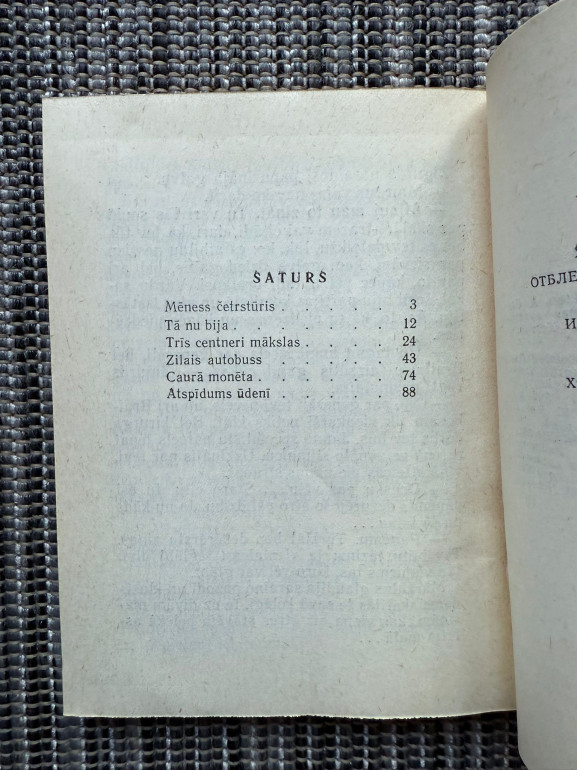 SATURS
Mēness četrstūris . . . . . 3
Tā nu bija . . . . . . 12
Trīs centneri mākslas . . . . 24
Zilais autobuss . . . . . 43
Caurā monēta . . . . . 74
Atspīdums ūdenī . . . . . 88
ОТБЛЕ
И
Х